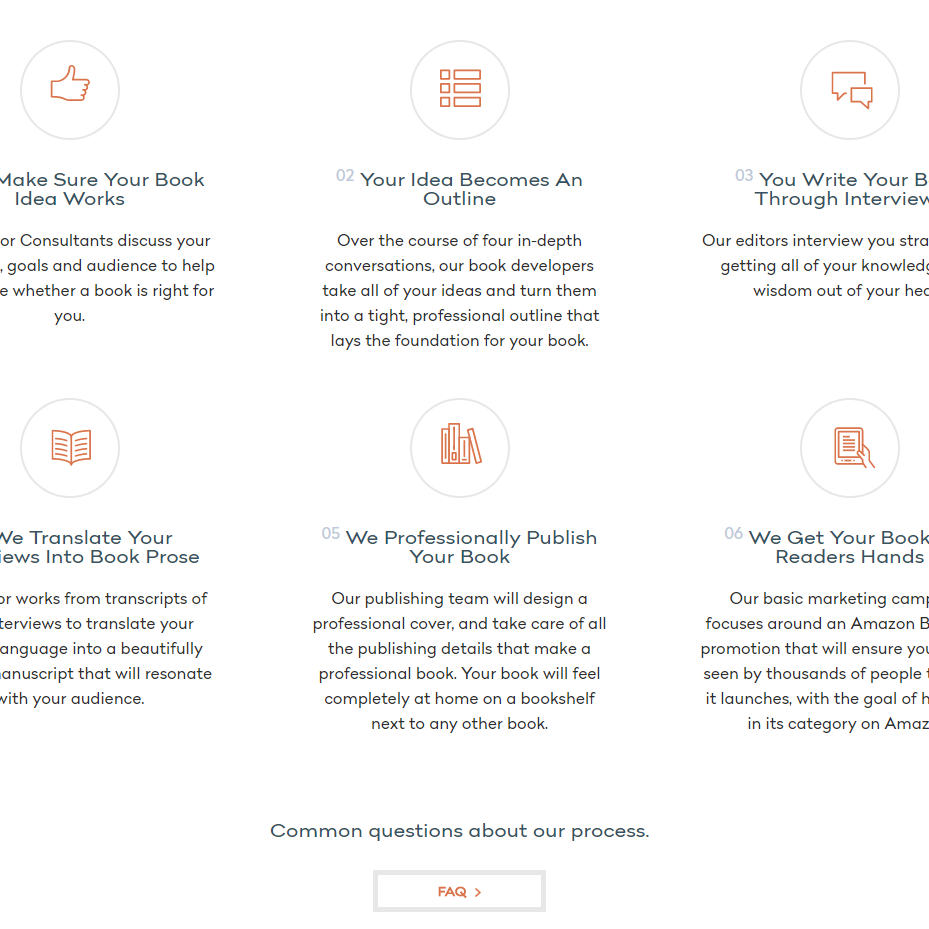 Make Sure Your Book
Idea Works
or Consultants discuss your
, goals and audience to help
e whether a book is right for
you.
02 Your Idea Becomes An
Outline
Over the course of four in-depth
conversations, our book developers
take all of your ideas and turn them
into a tight, professional outline that
lays the foundation for your book.
03 You Write Your B
Through Interview
Our editors interview you stra
getting all of your knowledg
wisdom out of your hea
We Translate Your
iews Into Book Prose
or works from transcripts of
terviews to translate your
anguage into a beautifully
anuscript that will resonate
with your audience.
05 We Professionally Publish
Your Book
Our publishing team will design a
professional cover, and take care of all
the publishing details that make a
professional book. Your book will feel
completely at home on a bookshelf
next to any other book.
06 We Get Your Book
Readers Hands
Our basic marketing camp
focuses around an Amazon B
promotion that will ensure you
seen by thousands of people t
it launches, with the goal of h
in its category on Amaz
Common questions about our process.
FAQ >